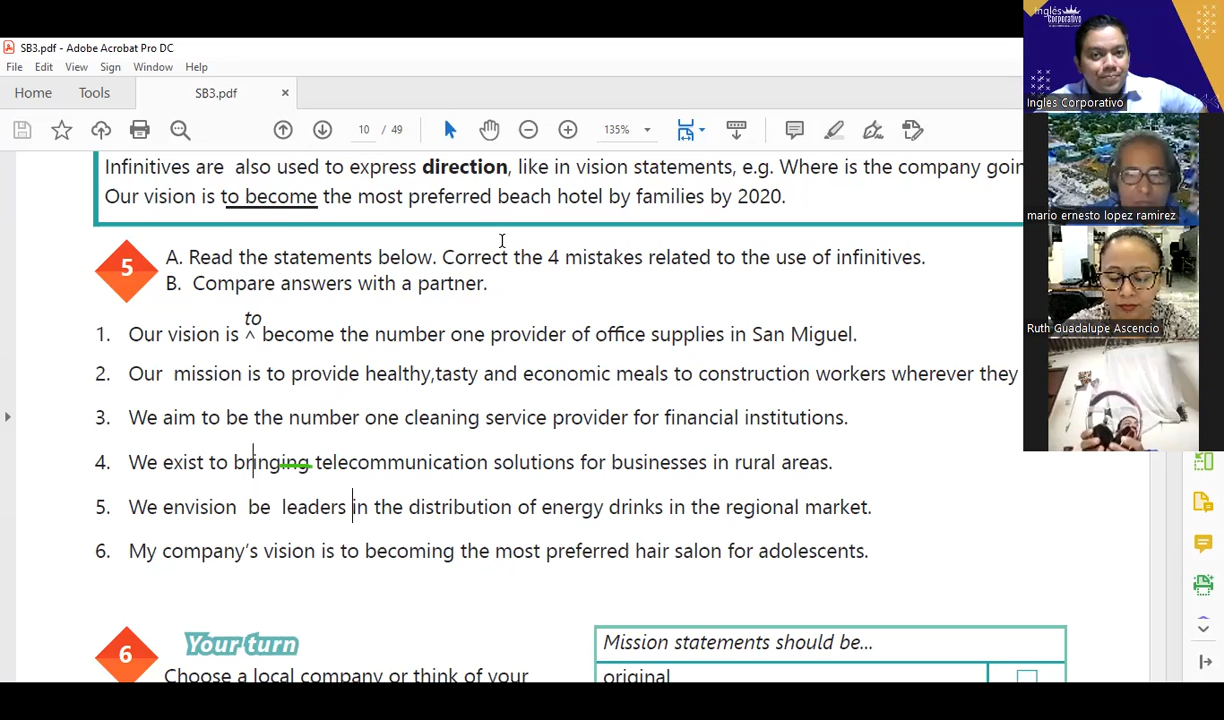 SB3.pdf - Adobe Acrobat Pro DC
File Edit View Sign Window Help
Home Tools SB3.pdf ×
10 / 49 135%
Infinitives are also used to express direction, like in vision statements, e.g. Where is the company goin
Our vision is to become the most preferred beach hotel by families by 2020.
5
A. Read the statements below. Correct the 4 mistakes related to the use of infinitives.
B. Compare answers with a partner.
to
1. Our vision is ^ become the number one provider of office supplies in San Miguel.
2. Our mission is to provide healthy,tasty and economic meals to construction workers wherever they
3. We aim to be the number one cleaning service provider for financial institutions.
4. We exist to bringing telecommunication solutions for businesses in rural areas.
5. We envision be leaders in the distribution of energy drinks in the regional market.
6. My company's vision is to becoming the most preferred hair salon for adolescents.
6
Your turn
Choose a local company or think of your
Mission statements should be...
original
Inglés
Corporativo
Ingles Corporativo
mario ernesto lopez ramirez
Ruth Guadalupe Ascencio